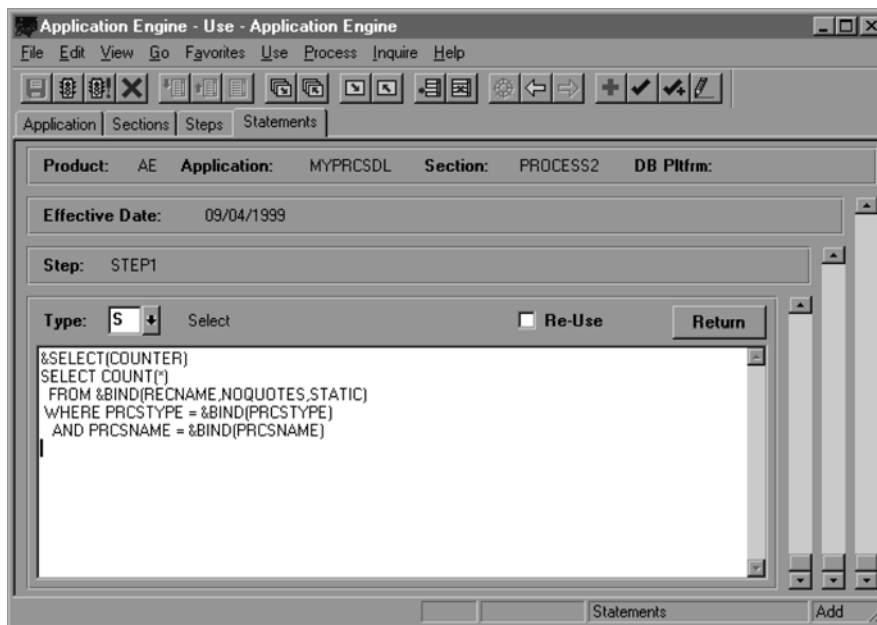 Application Engine - Use - Application Engine
File Edit View Go Favorites Use Process Inquire Help
Application Sections Steps Statements
Product: AE Application: MYPRCSDL Section: PROCESS2 DB Pltfrm:
Effective Date: 09/04/1999
Step: STEP1
Type: S Select Re-Use Return
&SELECT(COUNTER)
SELECT COUNT(*)
FROM &BIND(RECNAME,NOQUOTES,STATIC)
WHERE PRCSTYPE = &BIND(PRCSTYPE)
AND PRCSNAME = &BIND(PRCSNAME)
Statements Add